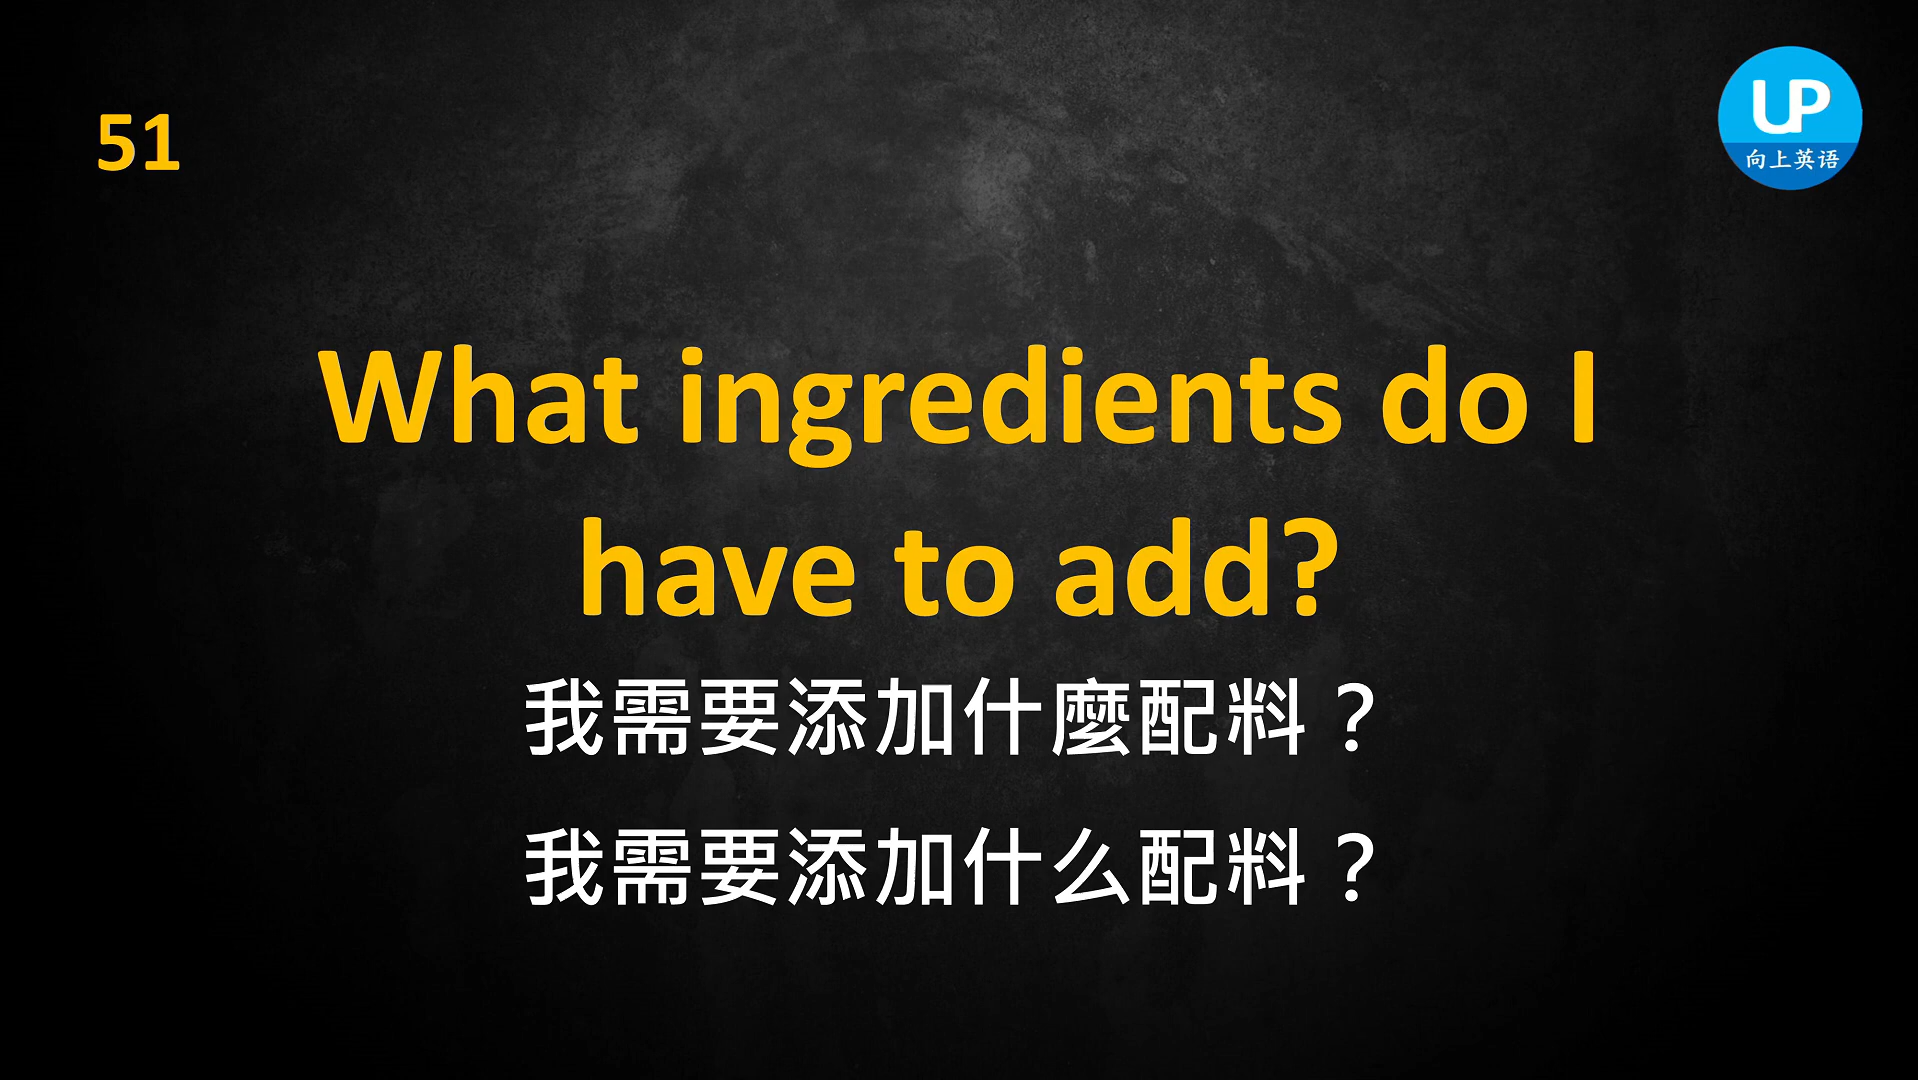 51
UP
向上英语
What ingredients do I
have to add?
我需要添加什麼配料？
我需要添加什么配料？